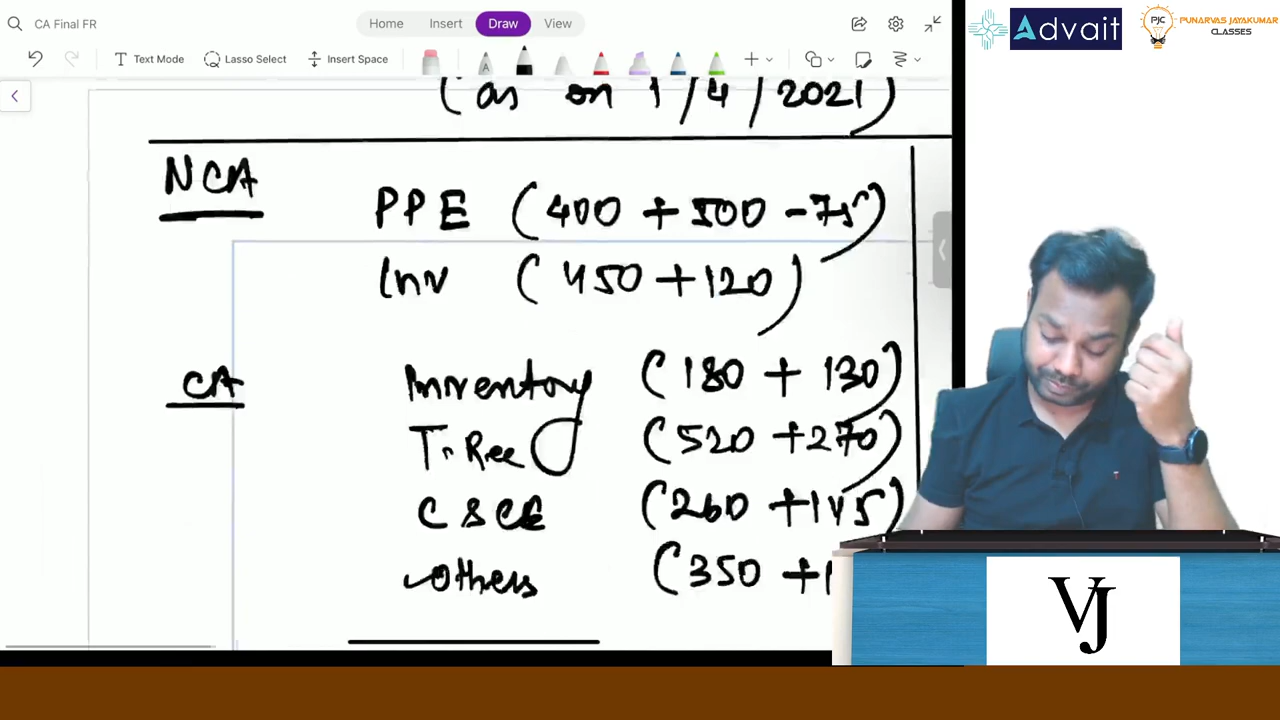 CA Final FR
Home Insert Draw View
Advait
PJC PUNARVAS JAYAKUMAR CLASSES
Text Mode Lasso Select Insert Space
(as on 1/4/2021)
NCA
PPE (400 + 500 - 75)
Inv (450 + 120)
CA
Inventory (180 + 130)
T. Rec (520 + 270)
C & CE (260 +145)
Others (350 +1
VJ